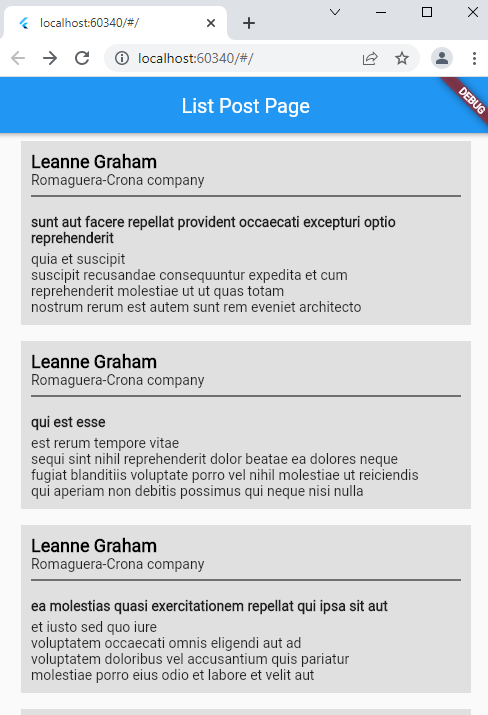 localhost:60340/#/
localhost:60340/#/
List Post Page
DEBUG
Leanne Graham
Romaguera-Crona company
sunt aut facere repellat provident occaecati excepturi optio
reprehenderit
quia et suscipit
suscipit recusandae consequuntur expedita et cum
reprehenderit molestiae ut ut quas totam
nostrum rerum est autem sunt rem eveniet architecto
Leanne Graham
Romaguera-Crona company
qui est esse
est rerum tempore vitae
sequi sint nihil reprehenderit dolor beatae ea dolores neque
fugiat blanditiis voluptate porro vel nihil molestiae ut reiciendis
qui aperiam non debitis possimus qui neque nisi nulla
Leanne Graham
Romaguera-Crona company
ea molestias quasi exercitationem repellat qui ipsa sit aut
et iusto sed quo iure
voluptatem occaecati omnis eligendi aut ad
voluptatem doloribus vel accusantium quis pariatur
molestiae porro eius odio et labore et velit aut